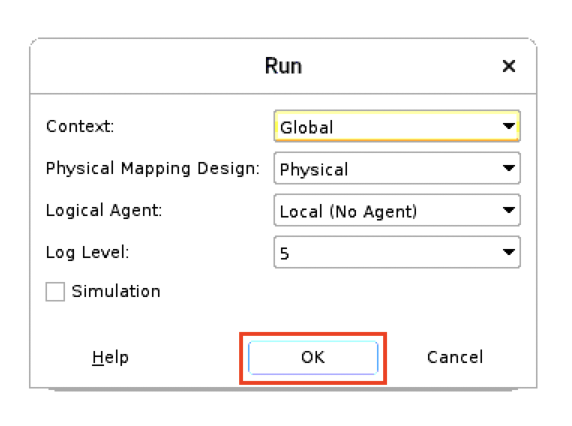 Run
Context: Global
Physical Mapping Design: Physical
Logical Agent: Local (No Agent)
Log Level: 5
Simulation
Help OK Cancel